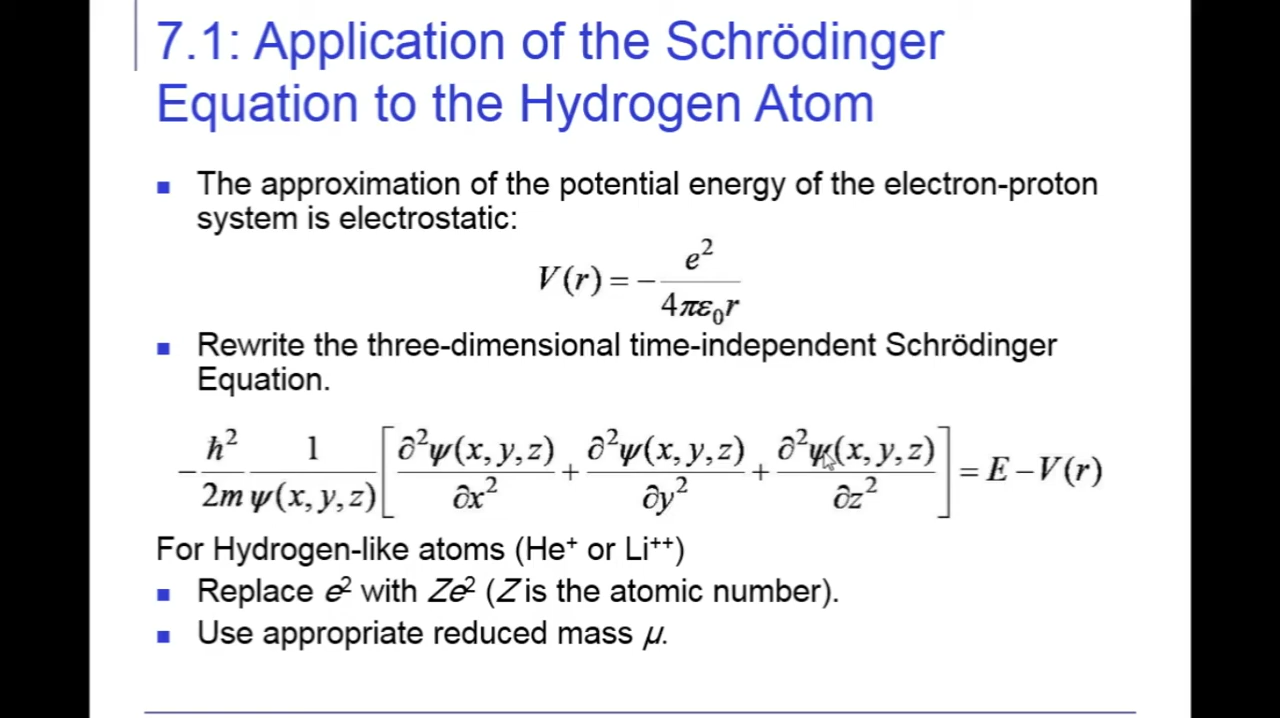 7.1: Application of the Schrödinger
Equation to the Hydrogen Atom
■ The approximation of the potential energy of the electron-proton
system is electrostatic:
V(r) = − e² / 4πε₀r
■ Rewrite the three-dimensional time-independent Schrödinger
Equation.
− ħ²/2m 1/ψ(x, y, z) [ ∂²ψ(x, y, z)/∂x² + ∂²ψ(x, y, z)/∂y² + ∂²ψ(x, y, z)/∂z² ] = E − V(r)
For Hydrogen-like atoms (He⁺ or Li⁺⁺)
■ Replace e² with Ze² (Z is the atomic number).
■ Use appropriate reduced mass μ.